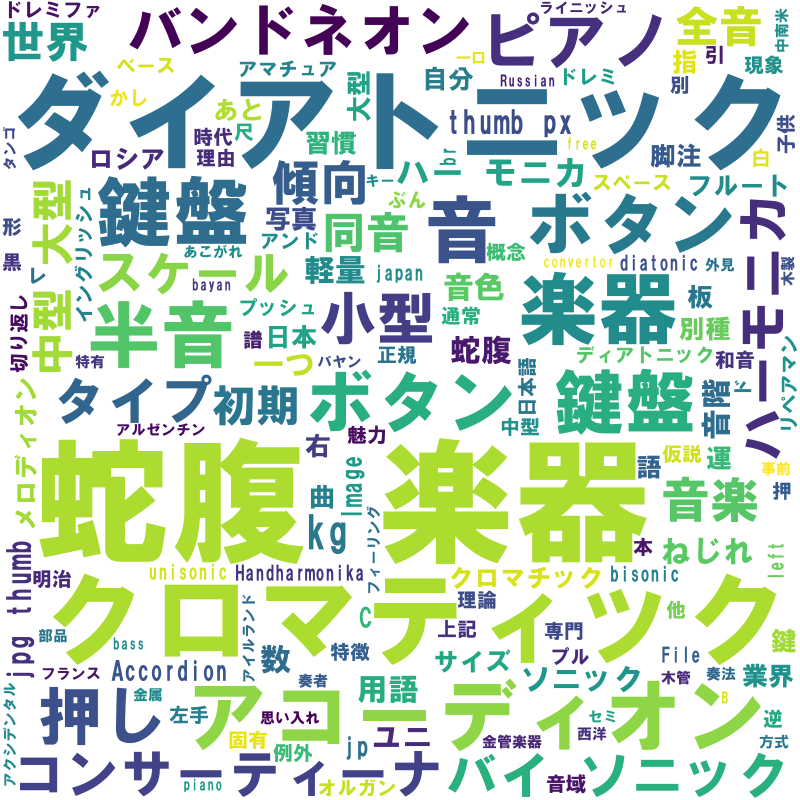 ドレミファ
バンドネオン
ピアノ
ライニッシュ
全音
中南米
世界
ベース
アマチュア
大型
自分
一口
Russian
ドレミ
指
引
別
現象
ダイアトニック
かし
あと
尺
習慣
thumb px
free
子供
タンゴ
ロシア
時代
理由
傾向
キー
ハー
br
モニカ
脚注
白
スペース
フルート
大型
鍵盤
写真
ぶん
音
ボタン
ハーモニカ
形
黒
イングリッシュ
あこがれ
アンド
同音
概念
convertor
diatonic
外見
木製
レ
スケール
bayan
軽量
japan
音色
楽器
板
切り返し
中型
半音
プッシュ
譜
日本
小型
通常
別種
特有
一つ
バヤン
正規
蛇腹
ディアトニック
和音
ド
リペアマン
タイプ
初期
ボタン
中型
日本語
鍵盤
音階
メロディオン
アルゼンチン
右
魅力
語
仮説
運
事前
蛇腹
楽器
曲
Image
kg
フィーリング
音楽
押
jpg thumb
明治
unisonic
Handharmonika
クロマチック
bisonic
本
ねじれ
left
クロマティック
部品
bass
アイルランド
C
理論
上記
専門
他
鍵
フランス
Accordion
数
特徴
サイズ
プル
File
木管
奏法
業界
アクシデンタル
押し
金属
左手
奏者
思い入れ
アコーディオン
用語
ソニック
セミ
B
逆
固有
例外
jp
ユニ
金管楽器
西洋
方式
コンサーティーナ
piano
オルガン
バイソニック
音域